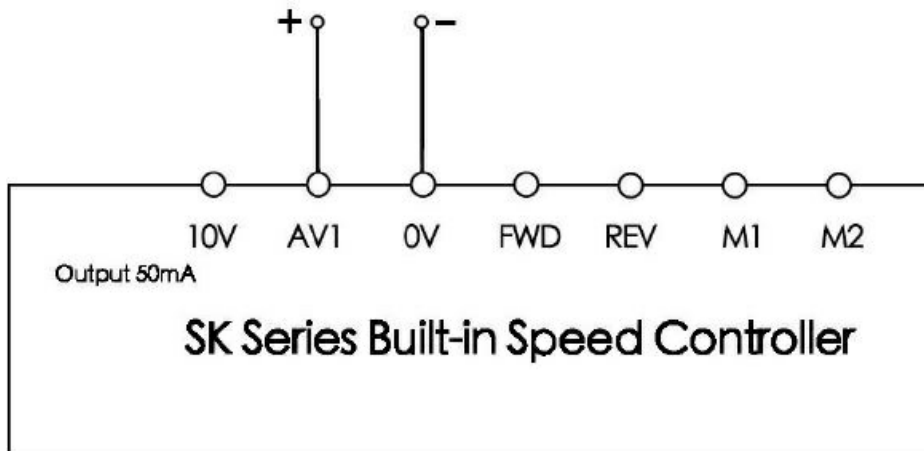 + −
10V AV1 0V FWD REV M1 M2
Output 50mA
SK Series Built-in Speed Controller